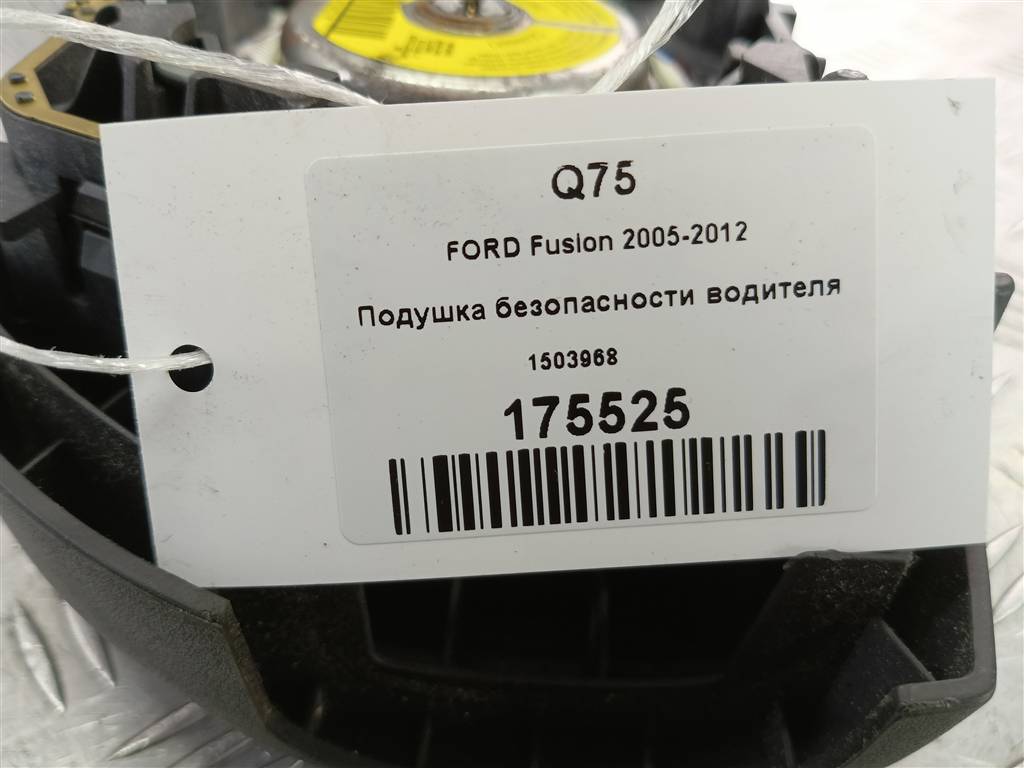 Q75
FORD Fusion 2005-2012
Подушка безопасности водителя
1503968
175525